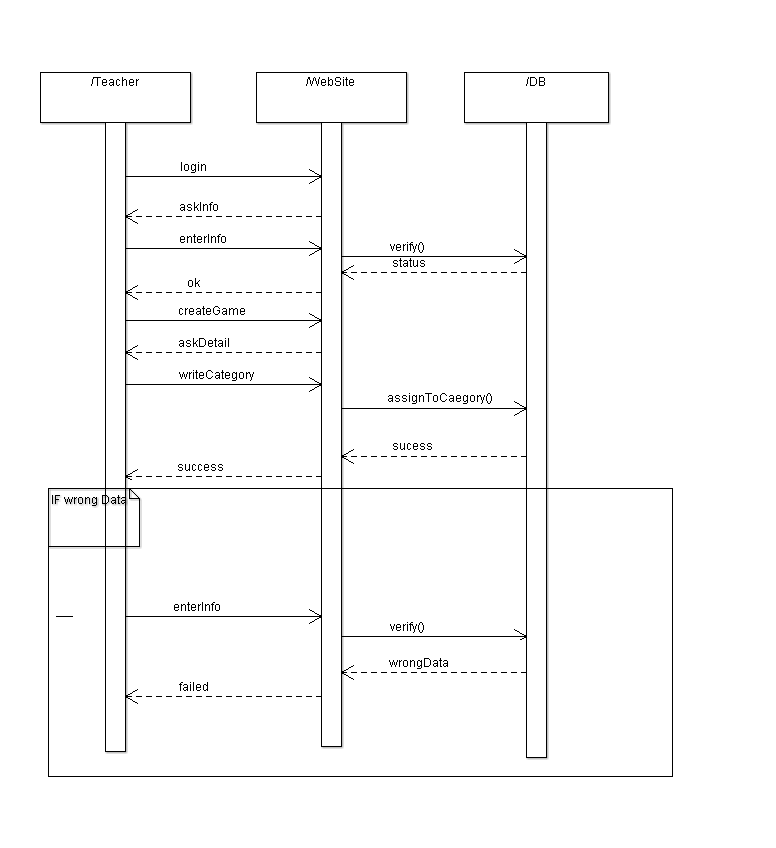 /Teacher
/WebSite
/DB
login
askInfo
enterInfo
verify()
status
ok
createGame
askDetail
writeCategory
assignToCaegory()
sucess
success
IF wrong Data
enterInfo
verify()
wrongData
failed